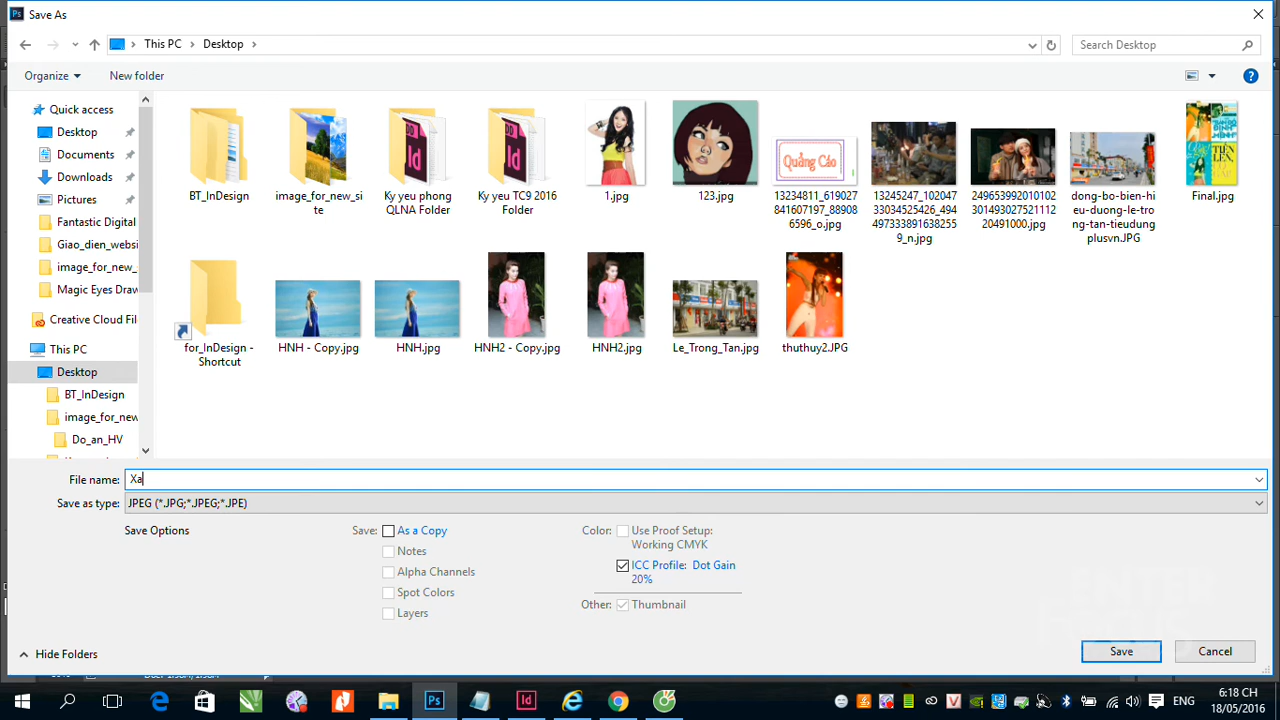 Save As
This PC
Desktop
Search Desktop
Organize
New folder
Quick access
Desktop
Documents
Downloads
Pictures
Fantastic Digital
Giao_dien_websi
image_for_new_
Magic Eyes Draw
Creative Cloud Fil
This PC
Desktop
BT_InDesign
image_for_new
Do_an_HV
BT_InDesign
image_for_new_si
te
Ky yeu phong
QLNA Folder
Ky yeu TC9 2016
Folder
1.jpg
123.jpg
Quảng Cáo
13234811_619027
841607197_88908
6596_o.jpg
13245247_102047
33034525426_494
497333891638255
9_n.jpg
249653992010102
301493027521112
20491000.jpg
dong-bo-bien-hi
eu-duong-le-tro
ng-tan-tieudung
plusvn.JPG
TIẾN
LÊN,
Final.jpg
for_InDesign -
Shortcut
HNH - Copy.jpg
HNH.jpg
HNH2 - Copy.jpg
HNH2.jpg
Le_Trong_Tan.jpg
thuthuy2.JPG
File name:
Xa
Save as type:
JPEG (*.JPG;*.JPEG;*.JPE)
Save Options
Save:
As a Copy
Notes
Alpha Channels
Spot Colors
Layers
Color:
Use Proof Setup:
Working CMYK
ICC Profile: Dot Gain
20%
Other:
Thumbnail
Hide Folders
Save
Cancel
ENG
6:18 CH
18/05/2016